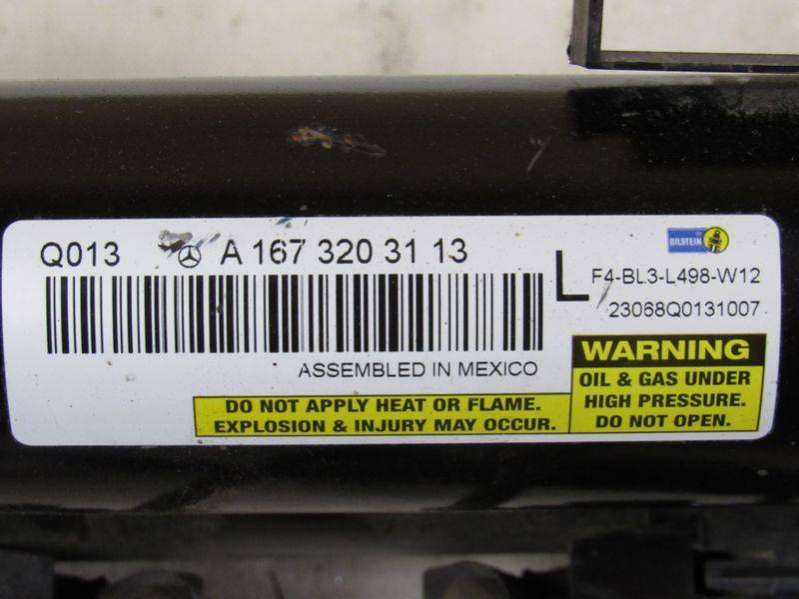 Q013 A 167 320 31 13
BILSTEIN
L F4-BL3-L498-W12
23068Q0131007
ASSEMBLED IN MEXICO
WARNING
OIL & GAS UNDER
HIGH PRESSURE.
DO NOT OPEN.
DO NOT APPLY HEAT OR FLAME.
EXPLOSION & INJURY MAY OCCUR.